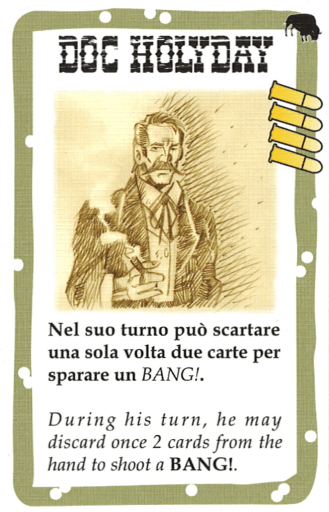 DOC HOLYDAY
Nel suo turno può scartare
una sola volta due carte per
sparare un BANG!.
During his turn, he may
discard once 2 cards from the
hand to shoot a BANG!.